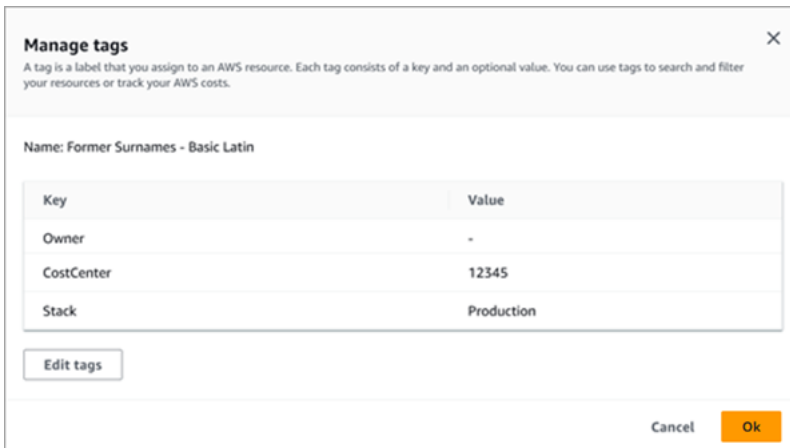 Manage tags
A tag is a label that you assign to an AWS resource. Each tag consists of a key and an optional value. You can use tags to search and filter
your resources or track your AWS costs.
Name: Former Surnames - Basic Latin
Key Value
Owner -
CostCenter 12345
Stack Production
Edit tags
Cancel Ok